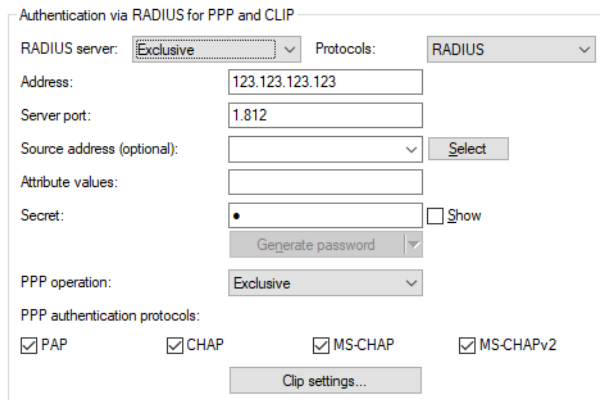 Authentication via RADIUS for PPP and CLIP
RADIUS server: Exclusive Protocols: RADIUS
Address: 123.123.123.123
Server port: 1.812
Source address (optional): Select
Attribute values:
Secret: ● Show
Generate password
PPP operation: Exclusive
PPP authentication protocols:
PAP CHAP MS-CHAP MS-CHAPv2
Clip settings...